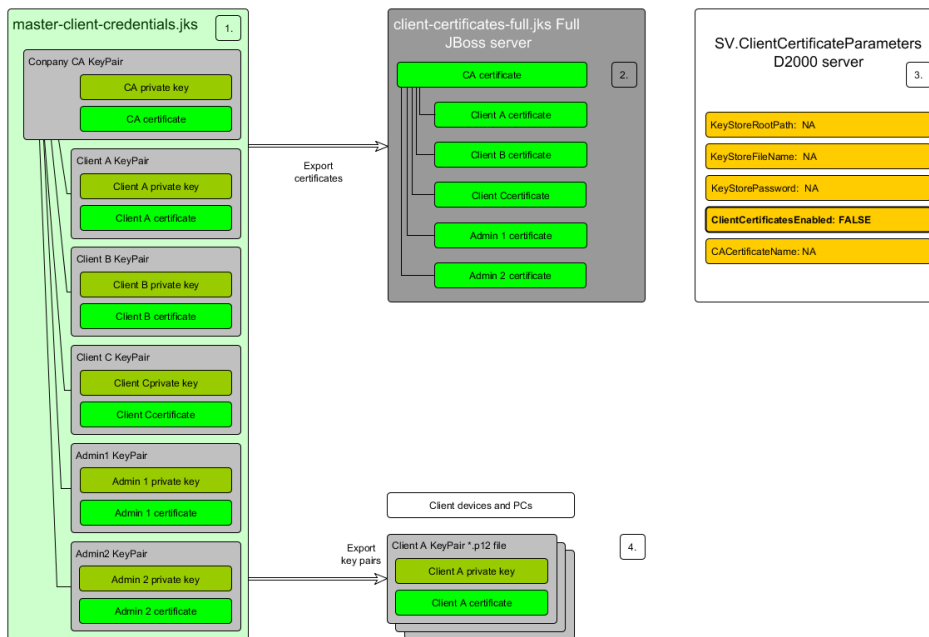 master-client-credentials.jks
1.
Conpany CA KeyPair
CA private key
CA certificate
Client A KeyPair
Client A private key
Client A certificate
Client B KeyPair
Client B private key
Client B certificate
Client C KeyPair
Client Cprivate key
Client Ccertificate
Admin1 KeyPair
Admin 1 private key
Admin 1 certificate
Admin2 KeyPair
Admin 2 private key
Admin 2 certificate
Export
certificates
Export
key pairs
client-certificates-full.jks Full
JBoss server
2.
CA certificate
Client A certificate
Client B certificate
Client Ccertificate
Admin 1 certificate
Admin 2 certificate
SV.ClientCertificateParameters
D2000 server
3.
KeyStoreRootPath: NA
KeyStoreFileName: NA
KeyStorePassword: NA
ClientCertificatesEnabled: FALSE
CACertificateName: NA
Client devices and PCs
4.
Client A KeyPair *.p12 file
Client A private key
Client A certificate